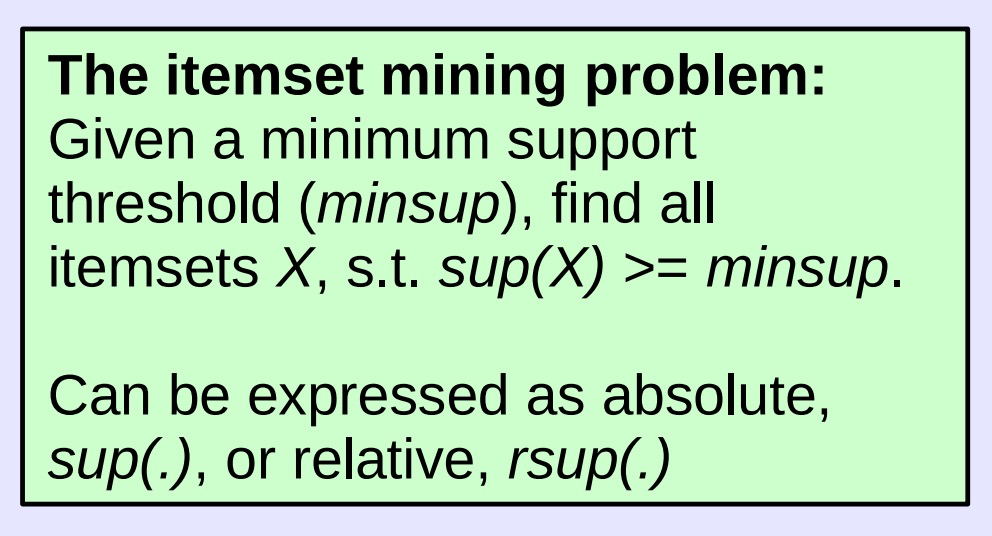 The itemset mining problem:
Given a minimum support
threshold (minsup), find all
itemsets X, s.t. sup(X) >= minsup.
Can be expressed as absolute,
sup(.), or relative, rsup(.)